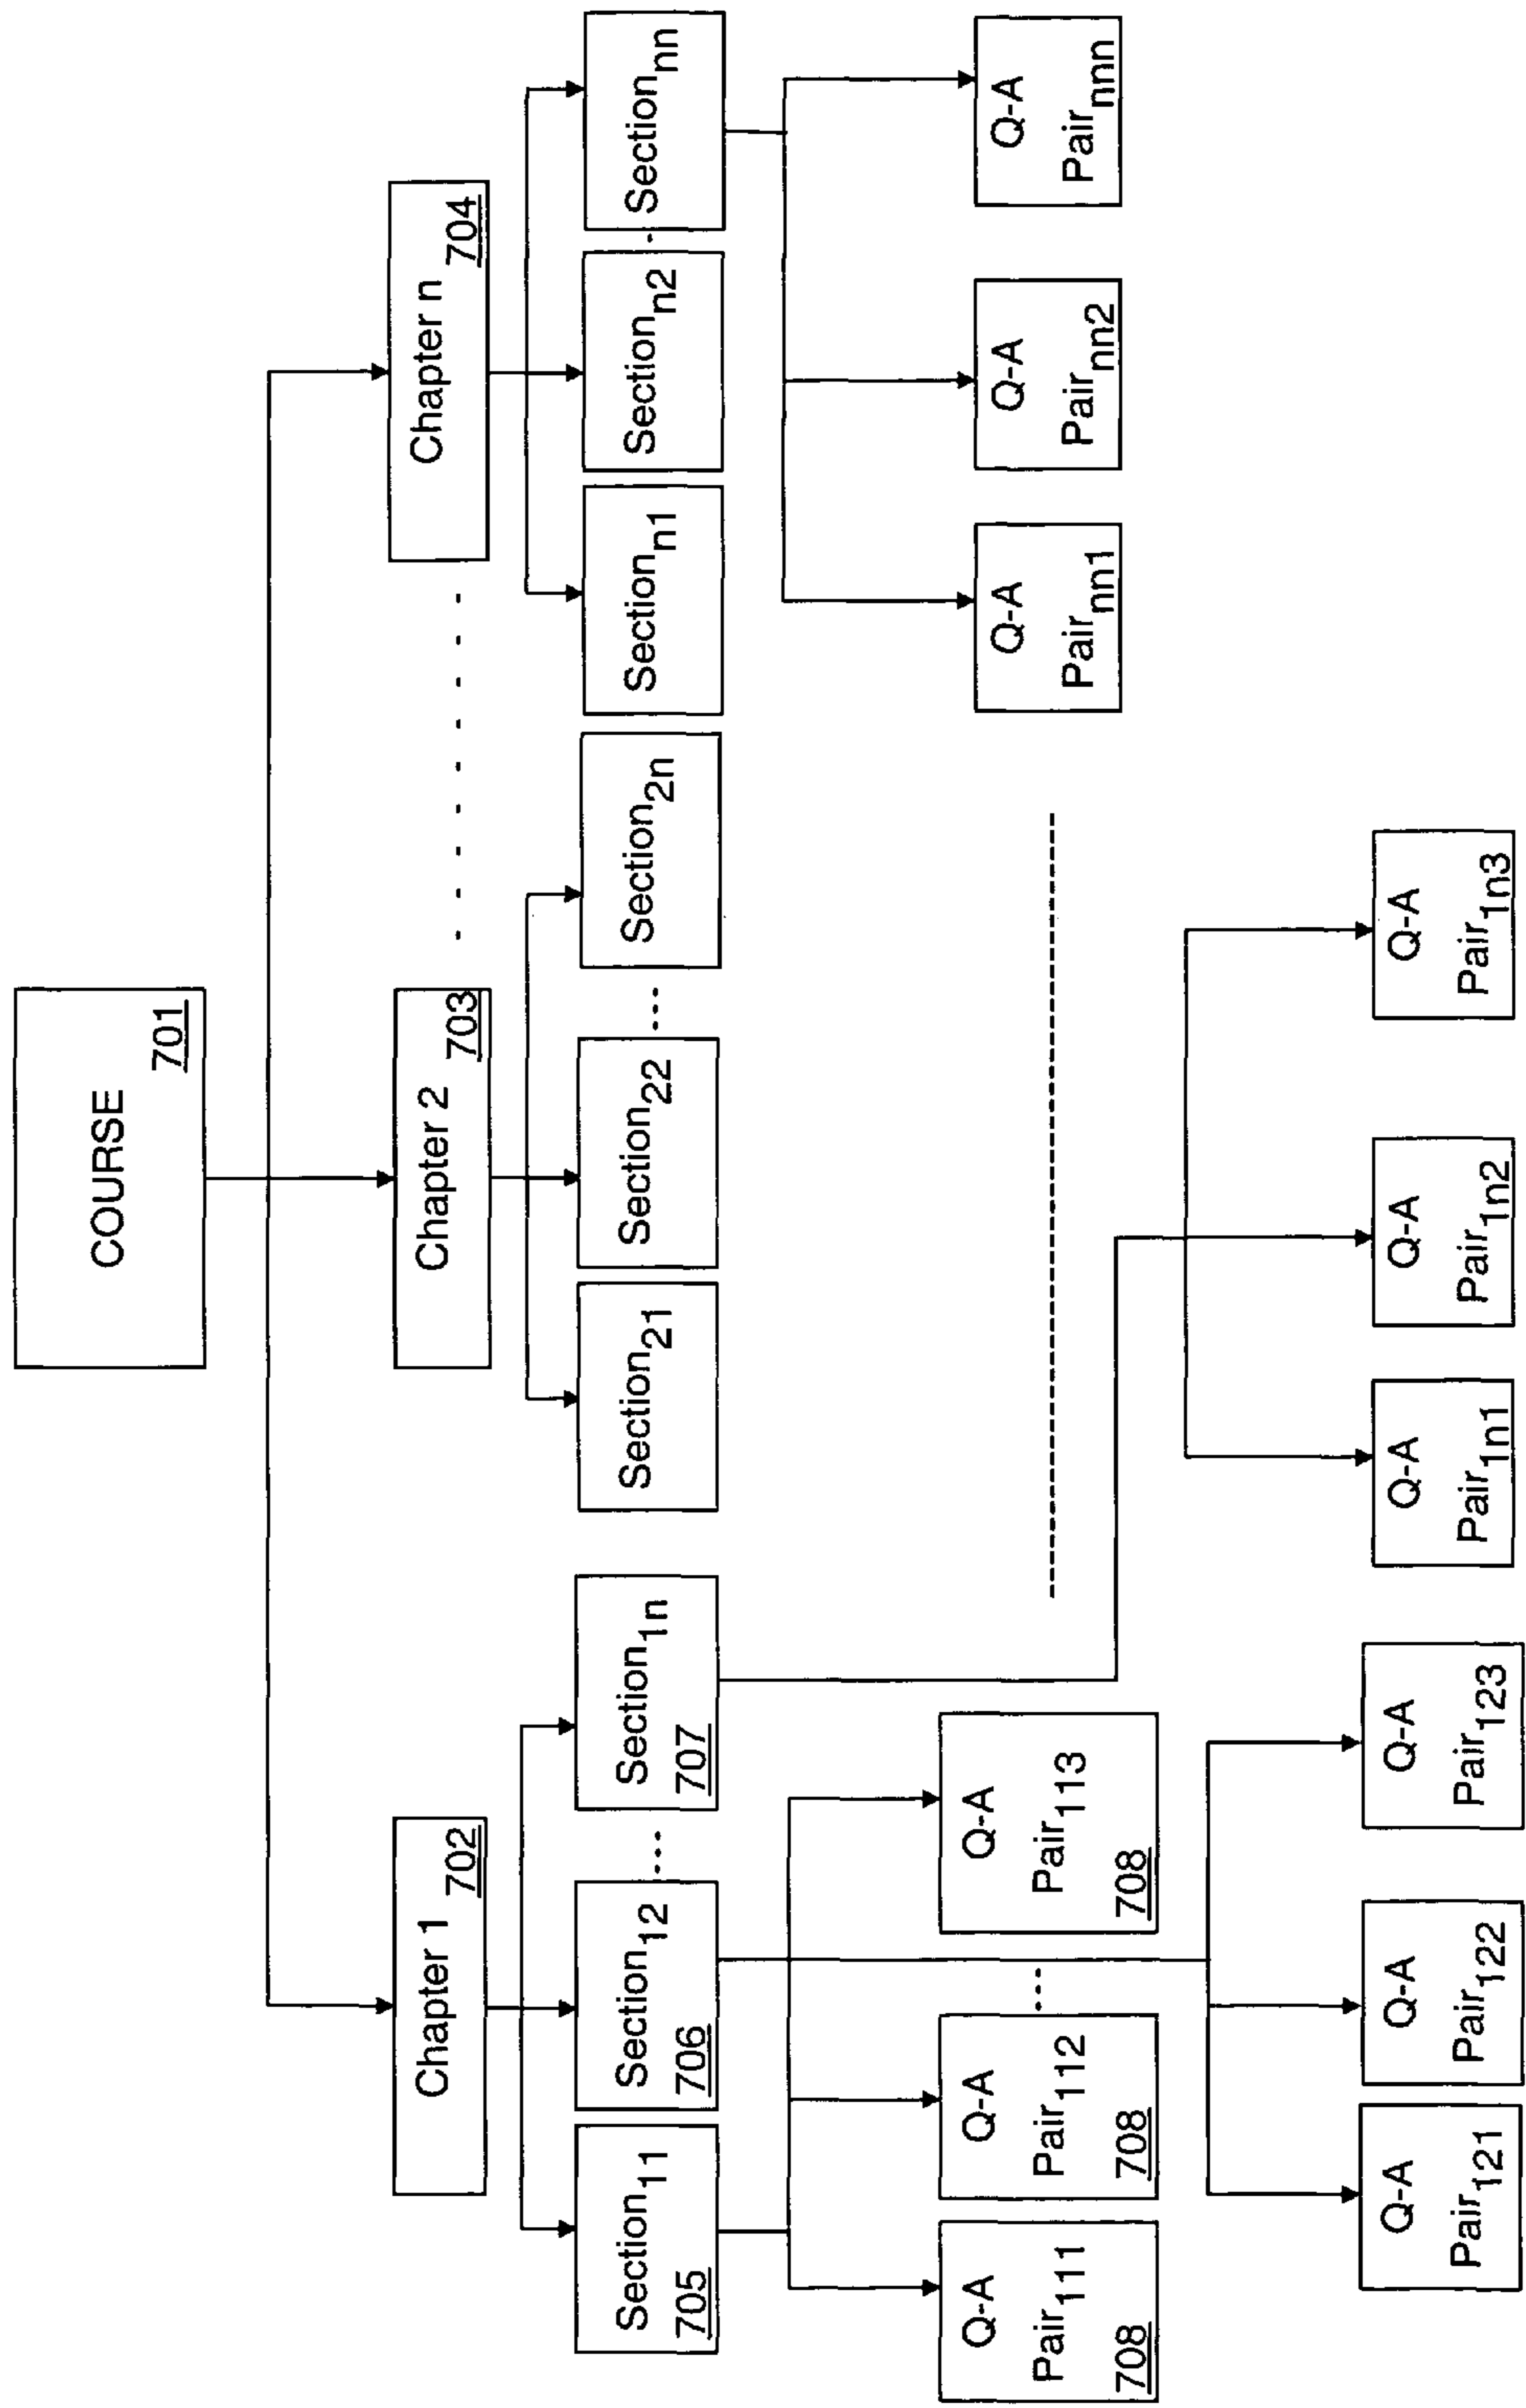 COURSE
701
Chapter 1
702
Chapter 2
703
. . . . . . . . .
Chapter n
704
Section11
705
Section12
706
...
Section1n
707
Section21
Section22
...
Section2n
Sectionn1
Sectionn2
Sectionnn
Q-A
Pair111
708
Q-A
Pair112
708
...
Q-A
Pair113
708
Q-A
Pairnn1
Q-A
Pairnn2
Q-A
Pairnnn
Q-A
Pair121
Q-A
Pair122
Q-A
Pair123
Q-A
Pair1n1
Q-A
Pair1n2
Q-A
Pair1n3